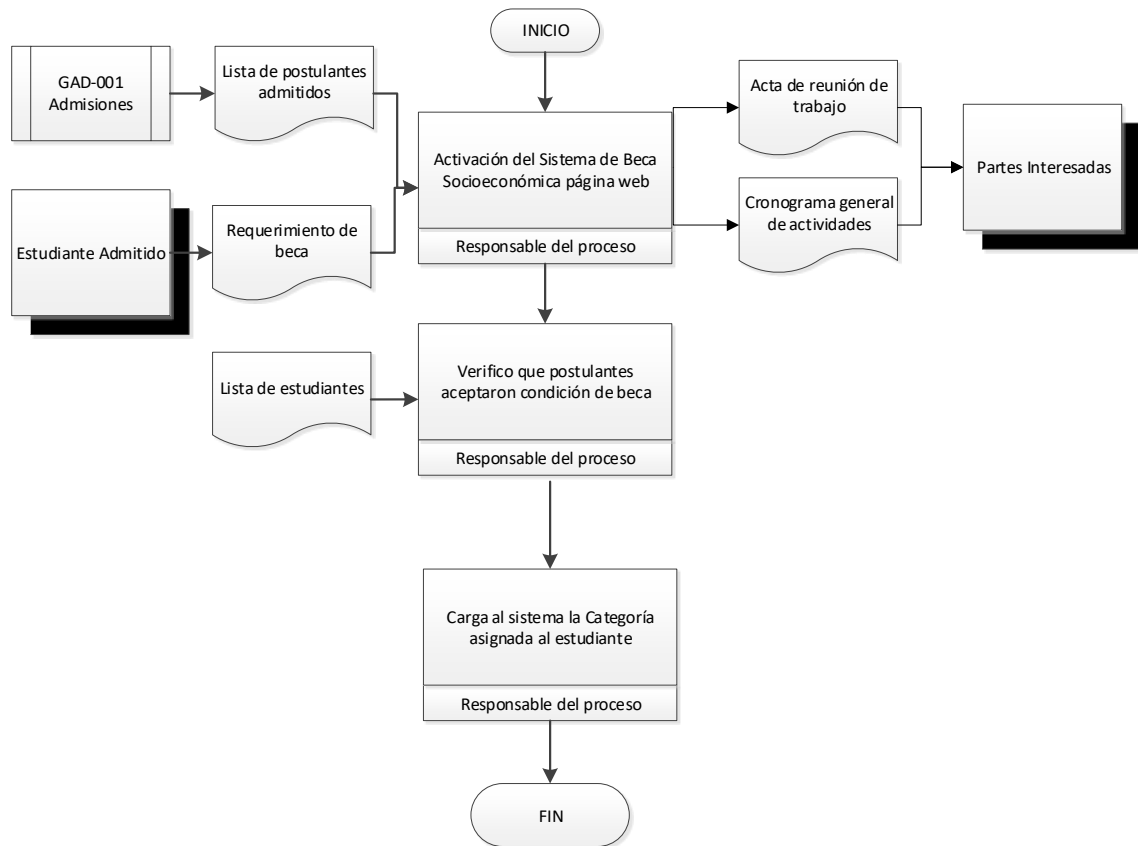 INICIO
GAD-001
Admisiones
Lista de postulantes
admitidos
Acta de reunión de
trabajo
Activación del Sistema de Beca
Socioeconómica página web
Responsable del proceso
Partes Interesadas
Estudiante Admitido
Requerimiento de
beca
Cronograma general
de actividades
Lista de estudiantes
Verifico que postulantes
aceptaron condición de beca
Responsable del proceso
Carga al sistema la Categoría
asignada al estudiante
Responsable del proceso
FIN